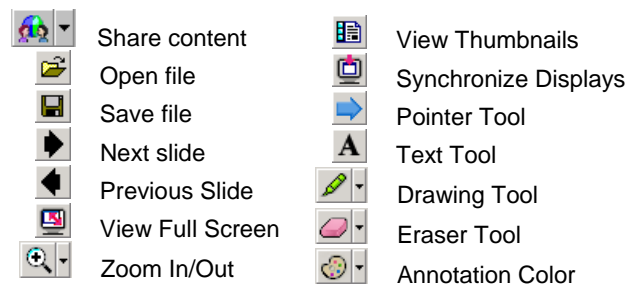 Share content
Open file
Save file
Next slide
Previous Slide
View Full Screen
Zoom In/Out
View Thumbnails
Synchronize Displays
Pointer Tool
A Text Tool
Drawing Tool
Eraser Tool
Annotation Color